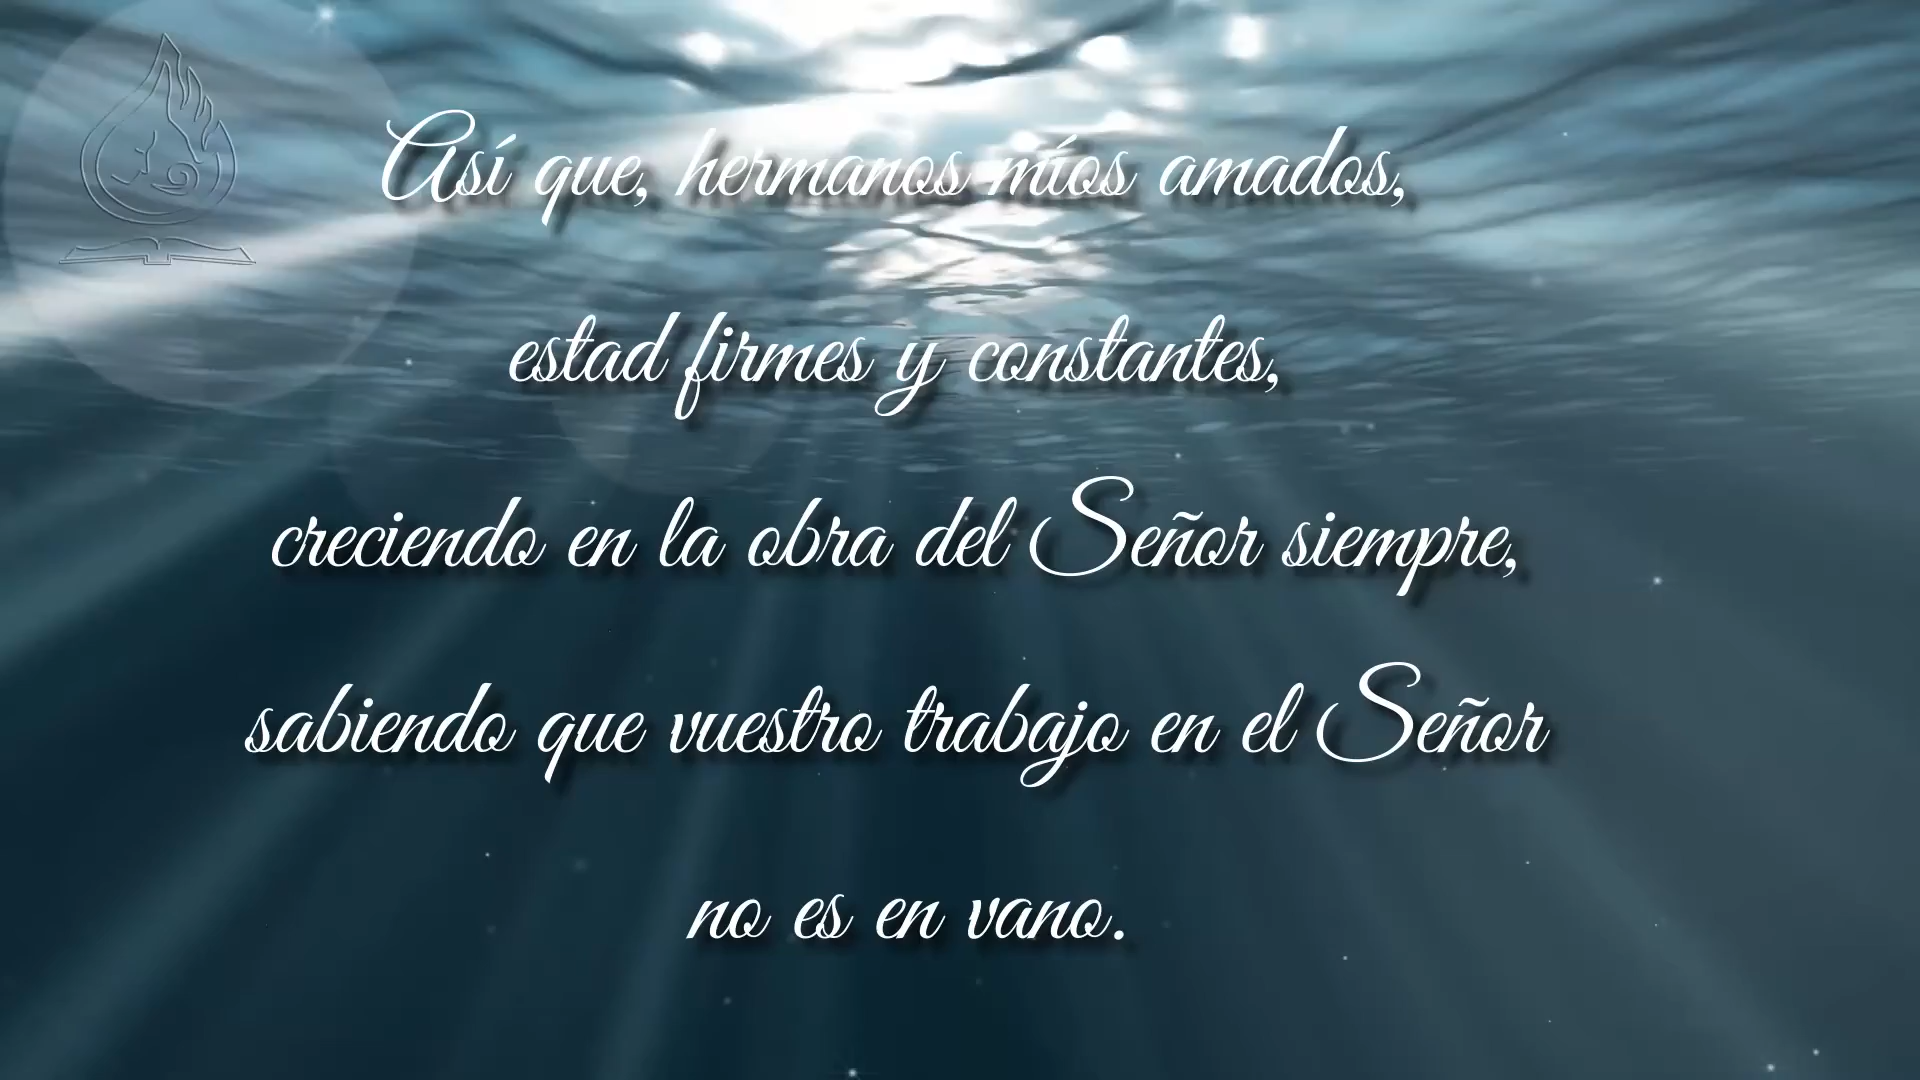 Así que, hermanos míos amados,
estad firmes y constantes,
creciendo en la obra del Señor siempre,
sabiendo que vuestro trabajo en el Señor
no es en vano.